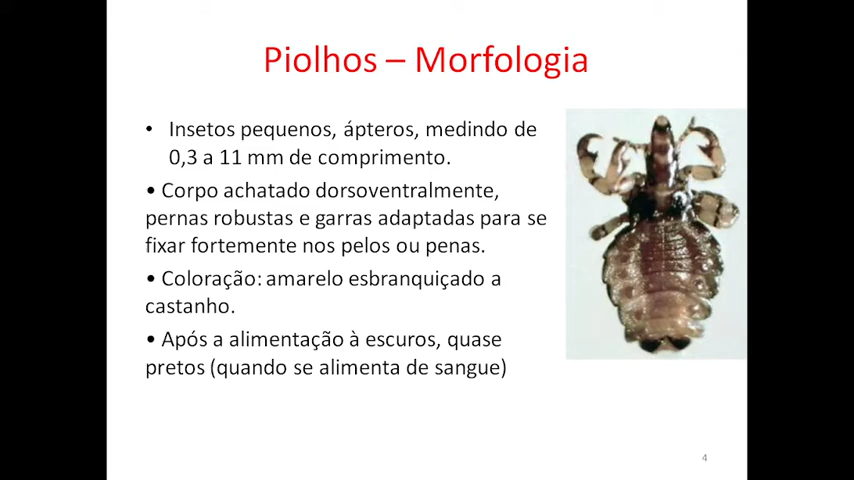 Piolhos – Morfologia
• Insetos pequenos, ápteros, medindo de
0,3 a 11 mm de comprimento.
• Corpo achatado dorsoventralmente,
pernas robustas e garras adaptadas para se
fixar fortemente nos pelos ou penas.
• Coloração: amarelo esbranquiçado a
castanho.
• Após a alimentação à escuros, quase
pretos (quando se alimenta de sangue)
4